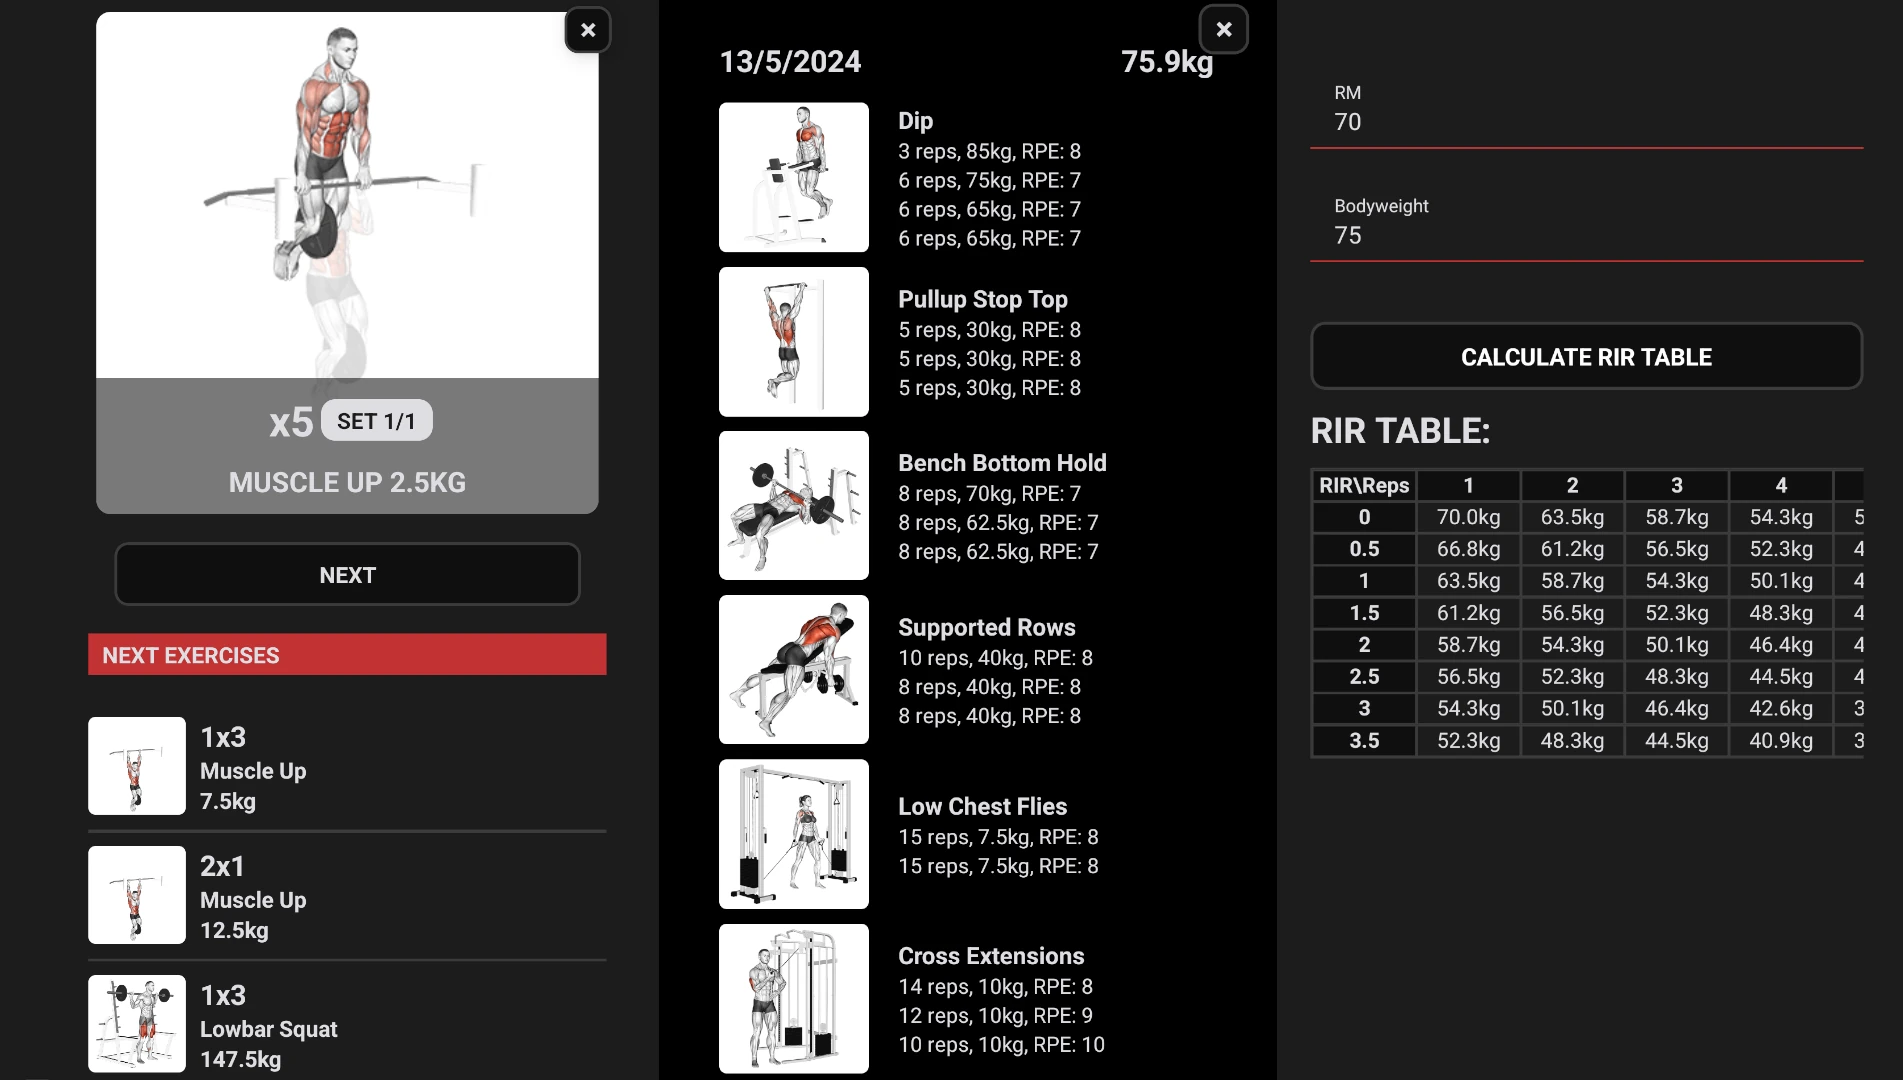 ×
x5 SET 1/1
MUSCLE UP 2.5KG
NEXT
NEXT EXERCISES
1x3
Muscle Up
7.5kg
2x1
Muscle Up
12.5kg
1x3
Lowbar Squat
147.5kg
×
13/5/2024 75.9kg
Dip
3 reps, 85kg, RPE: 8
6 reps, 75kg, RPE: 7
6 reps, 65kg, RPE: 7
6 reps, 65kg, RPE: 7
Pullup Stop Top
5 reps, 30kg, RPE: 8
5 reps, 30kg, RPE: 8
5 reps, 30kg, RPE: 8
Bench Bottom Hold
8 reps, 70kg, RPE: 7
8 reps, 62.5kg, RPE: 7
8 reps, 62.5kg, RPE: 7
Supported Rows
10 reps, 40kg, RPE: 8
8 reps, 40kg, RPE: 8
8 reps, 40kg, RPE: 8
Low Chest Flies
15 reps, 7.5kg, RPE: 8
15 reps, 7.5kg, RPE: 8
Cross Extensions
14 reps, 10kg, RPE: 8
12 reps, 10kg, RPE: 9
10 reps, 10kg, RPE: 10
RM
70
Bodyweight
75
CALCULATE RIR TABLE
RIR TABLE:
RIR\Reps 1 2 3 4
0 70.0kg 63.5kg 58.7kg 54.3kg 5
0.5 66.8kg 61.2kg 56.5kg 52.3kg 4
1 63.5kg 58.7kg 54.3kg 50.1kg 4
1.5 61.2kg 56.5kg 52.3kg 48.3kg 4
2 58.7kg 54.3kg 50.1kg 46.4kg 4
2.5 56.5kg 52.3kg 48.3kg 44.5kg 4
3 54.3kg 50.1kg 46.4kg 42.6kg 3
3.5 52.3kg 48.3kg 44.5kg 40.9kg 3